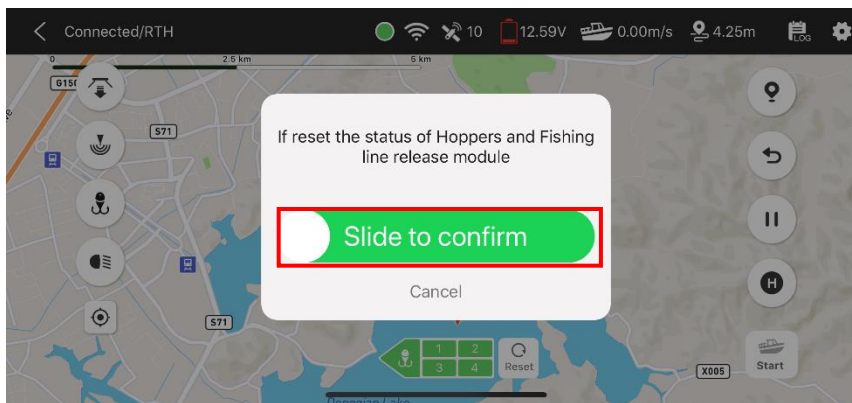 Connected/RTH
10
12.59V
0.00m/s
4.25m
LOG
0
2.5 km
5 km
S71
If reset the status of Hoppers and Fishing
line release module
Slide to confirm
Cancel
H
S71
1 2
3 4
Reset
X005
Start